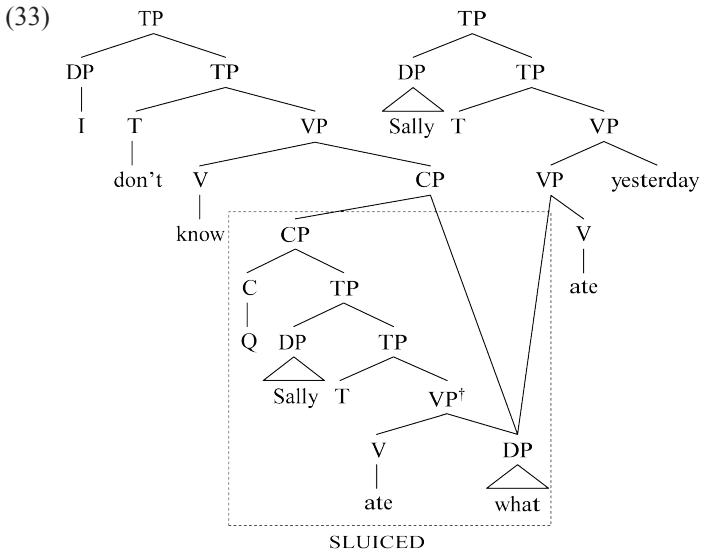 (33) TP TP
DP TP DP TP
I T VP Sally T VP
don't V CP VP yesterday
know CP V
C TP ate
Q DP TP
Sally T VP†
V DP
ate what
SLUICED